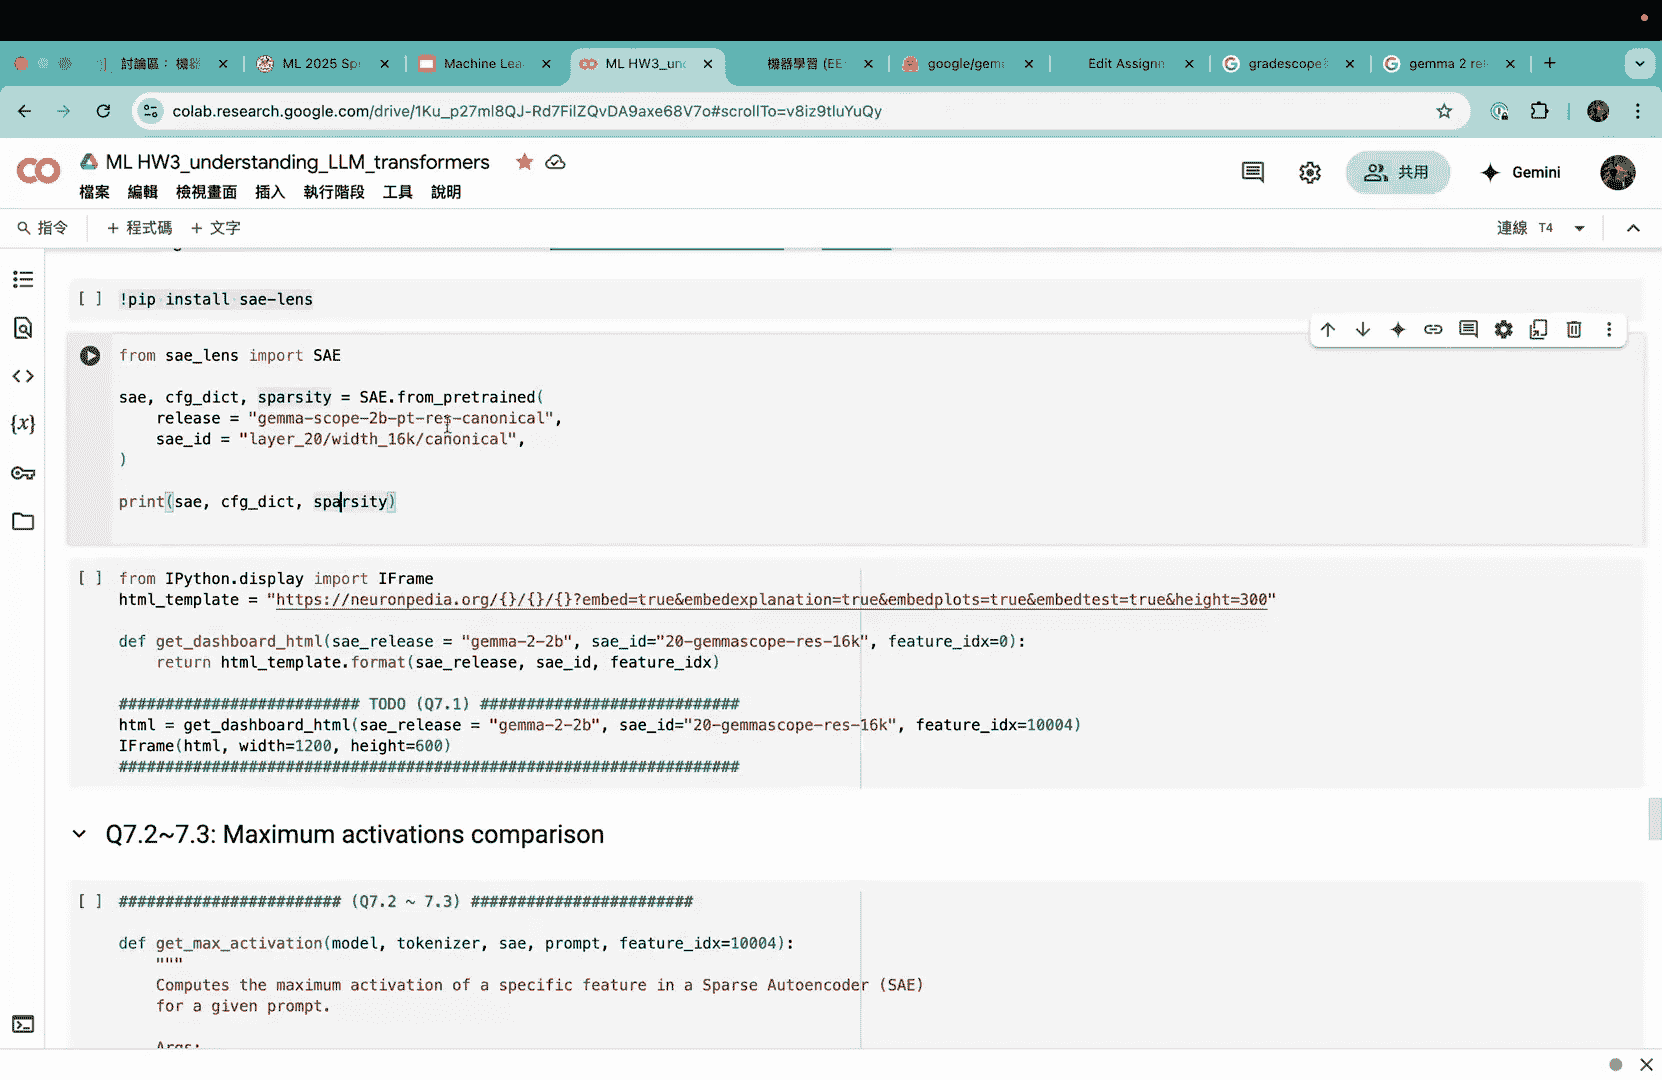 討論區： 機器
ML 2025 Sp
Machine Lea
ML HW3_und
機器學習 (EE
google/gem
Edit Assignm
gradescope
gemma 2 re
colab.research.google.com/drive/1Ku_p27ml8QJ-Rd7FilZQvDA9axe68V7o#scrollTo=v8iz9tluYuQy
ML HW3_understanding_LLM_transformers
檔案 編輯 檢視畫面 插入 執行階段 工具 說明
共用
Gemini
指令 + 程式碼 + 文字
連線 T4
[ ] !pip install sae-lens
from sae_lens import SAE
sae, cfg_dict, sparsity = SAE.from_pretrained(
release = "gemma-scope-2b-pt-res-canonical",
sae_id = "layer_20/width_16k/canonical",
)
print(sae, cfg_dict, sparsity)
[ ] from IPython.display import IFrame
html_template = "https://neuronpedia.org/{}/{}/{}?embed=true&embedexplanation=true&embedplots=true&embedtest=true&height=300"
def get_dashboard_html(sae_release = "gemma-2-2b", sae_id="20-gemmascope-res-16k", feature_idx=0):
return html_template.format(sae_release, sae_id, feature_idx)
########################## TODO (Q7.1) ############################
html = get_dashboard_html(sae_release = "gemma-2-2b", sae_id="20-gemmascope-res-16k", feature_idx=10004)
IFrame(html, width=1200, height=600)
###################################################################
Q7.2~7.3: Maximum activations comparison
[ ] ######################## (Q7.2 ~ 7.3) ########################
def get_max_activation(model, tokenizer, sae, prompt, feature_idx=10004):
"""
Computes the maximum activation of a specific feature in a Sparse Autoencoder (SAE)
for a given prompt.
Args: